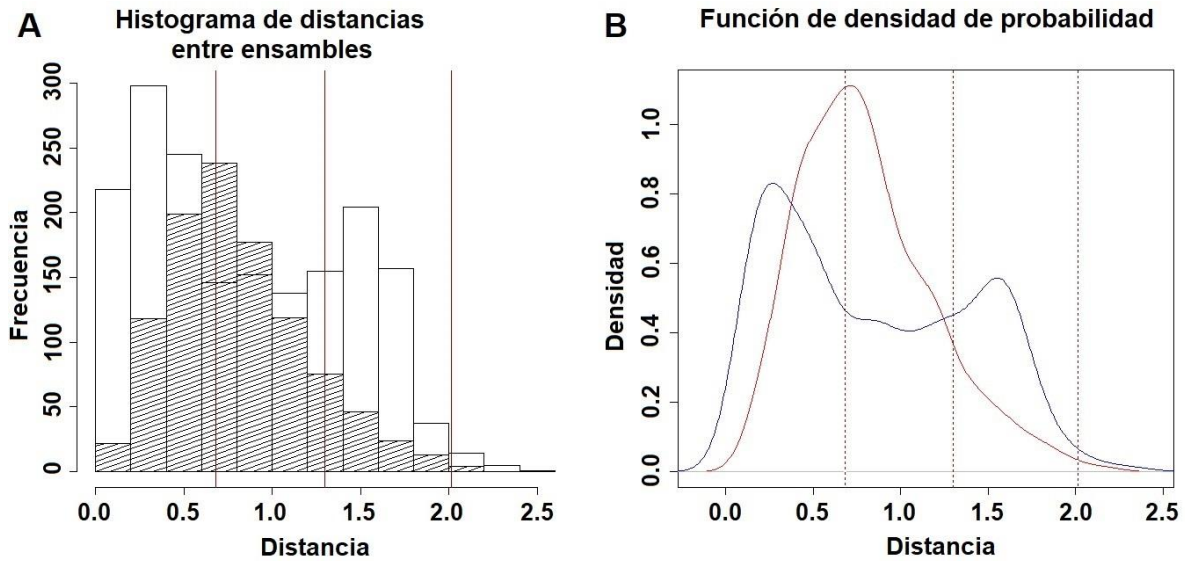 A
Histograma de distancias
entre ensambles
Frecuencia
300
250
200
150
100
50
0
0.0 0.5 1.0 1.5 2.0 2.5
Distancia
B
Función de densidad de probabilidad
Densidad
1.0
0.8
0.6
0.4
0.2
0.0
0.0 0.5 1.0 1.5 2.0 2.5
Distancia